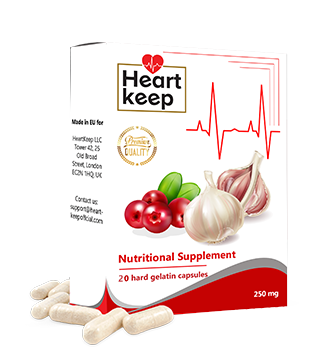 Heart
keep
Made in EU for
HeartKeep LLC
Tower 42, 25
Old Broad
Street, London
EC2N 1HQ, UK
Contact us:
support@heart-
keepofficial.com
Premium
QUALITY
Nutritional Supplement
20 hard gelatin capsules
250 mg